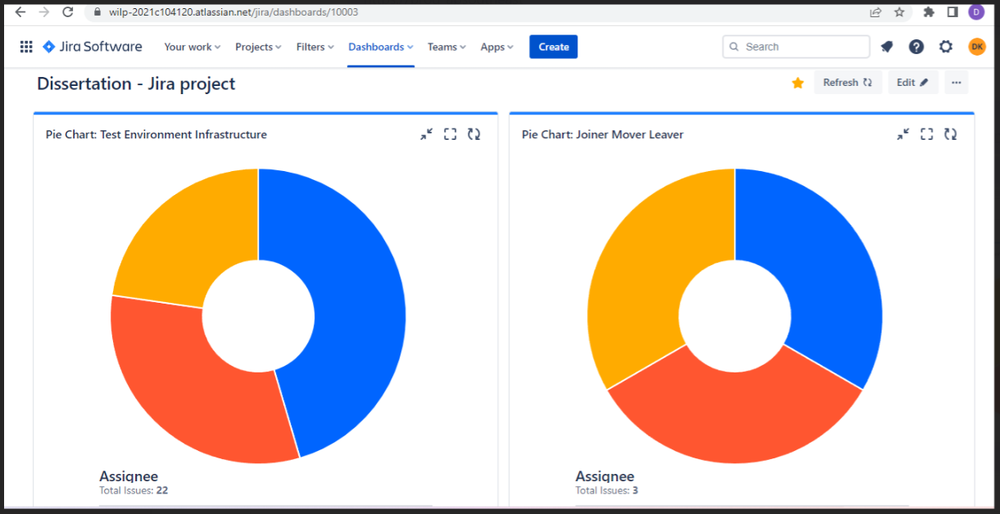 wilp-2021c104120.atlassian.net/jira/dashboards/10003
D
Jira Software Your work Projects Filters Dashboards Teams Apps Create Search ? DK
Dissertation - Jira project Refresh Edit ...
Pie Chart: Test Environment Infrastructure
Assignee
Total Issues: 22
Pie Chart: Joiner Mover Leaver
Assignee
Total Issues: 3